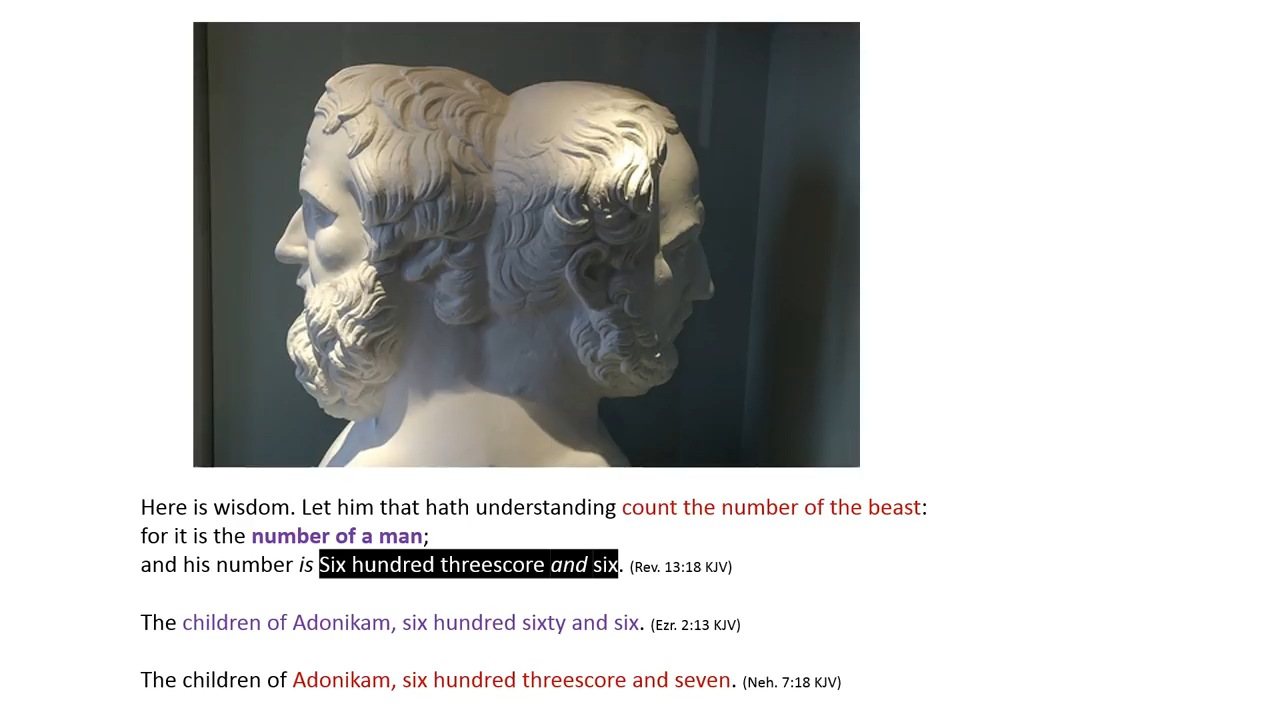 Here is wisdom. Let him that hath understanding count the number of the beast:
for it is the number of a man;
and his number is Six hundred threescore and six. (Rev. 13:18 KJV)
The children of Adonikam, six hundred sixty and six. (Ezr. 2:13 KJV)
The children of Adonikam, six hundred threescore and seven. (Neh. 7:18 KJV)